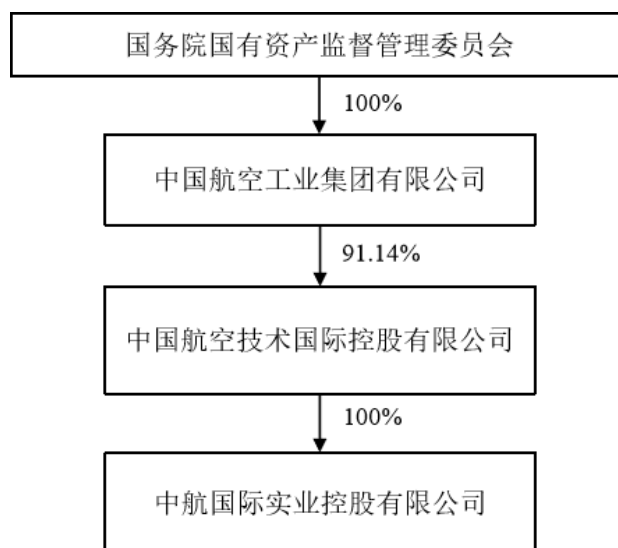 国务院国有资产监督管理委员会
100%
中国航空工业集团有限公司
91.14%
中国航空技术国际控股有限公司
100%
中航国际实业控股有限公司